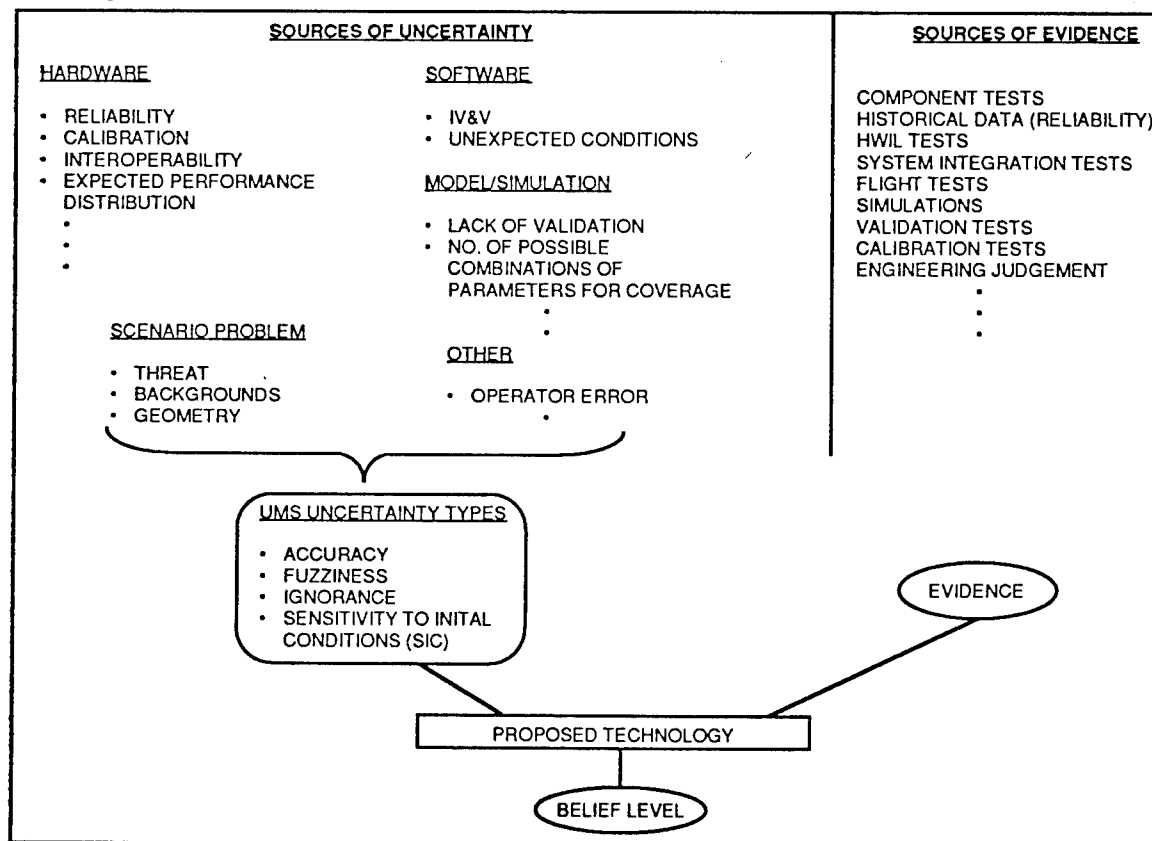 SOURCES OF UNCERTAINTY
HARDWARE
• RELIABILITY
• CALIBRATION
• INTEROPERABILITY
• EXPECTED PERFORMANCE
DISTRIBUTION
•
•
•
SOFTWARE
• IV&V
• UNEXPECTED CONDITIONS
MODEL/SIMULATION
• LACK OF VALIDATION
• NO. OF POSSIBLE
COMBINATIONS OF
PARAMETERS FOR COVERAGE
•
•
SCENARIO PROBLEM
• THREAT
• BACKGROUNDS
• GEOMETRY
OTHER
• OPERATOR ERROR
•
SOURCES OF EVIDENCE
COMPONENT TESTS
HISTORICAL DATA (RELIABILITY)
HWIL TESTS
SYSTEM INTEGRATION TESTS
FLIGHT TESTS
SIMULATIONS
VALIDATION TESTS
CALIBRATION TESTS
ENGINEERING JUDGEMENT
•
•
•
UMS UNCERTAINTY TYPES
• ACCURACY
• FUZZINESS
• IGNORANCE
• SENSITIVITY TO INITAL
CONDITIONS (SIC)
EVIDENCE
PROPOSED TECHNOLOGY
BELIEF LEVEL